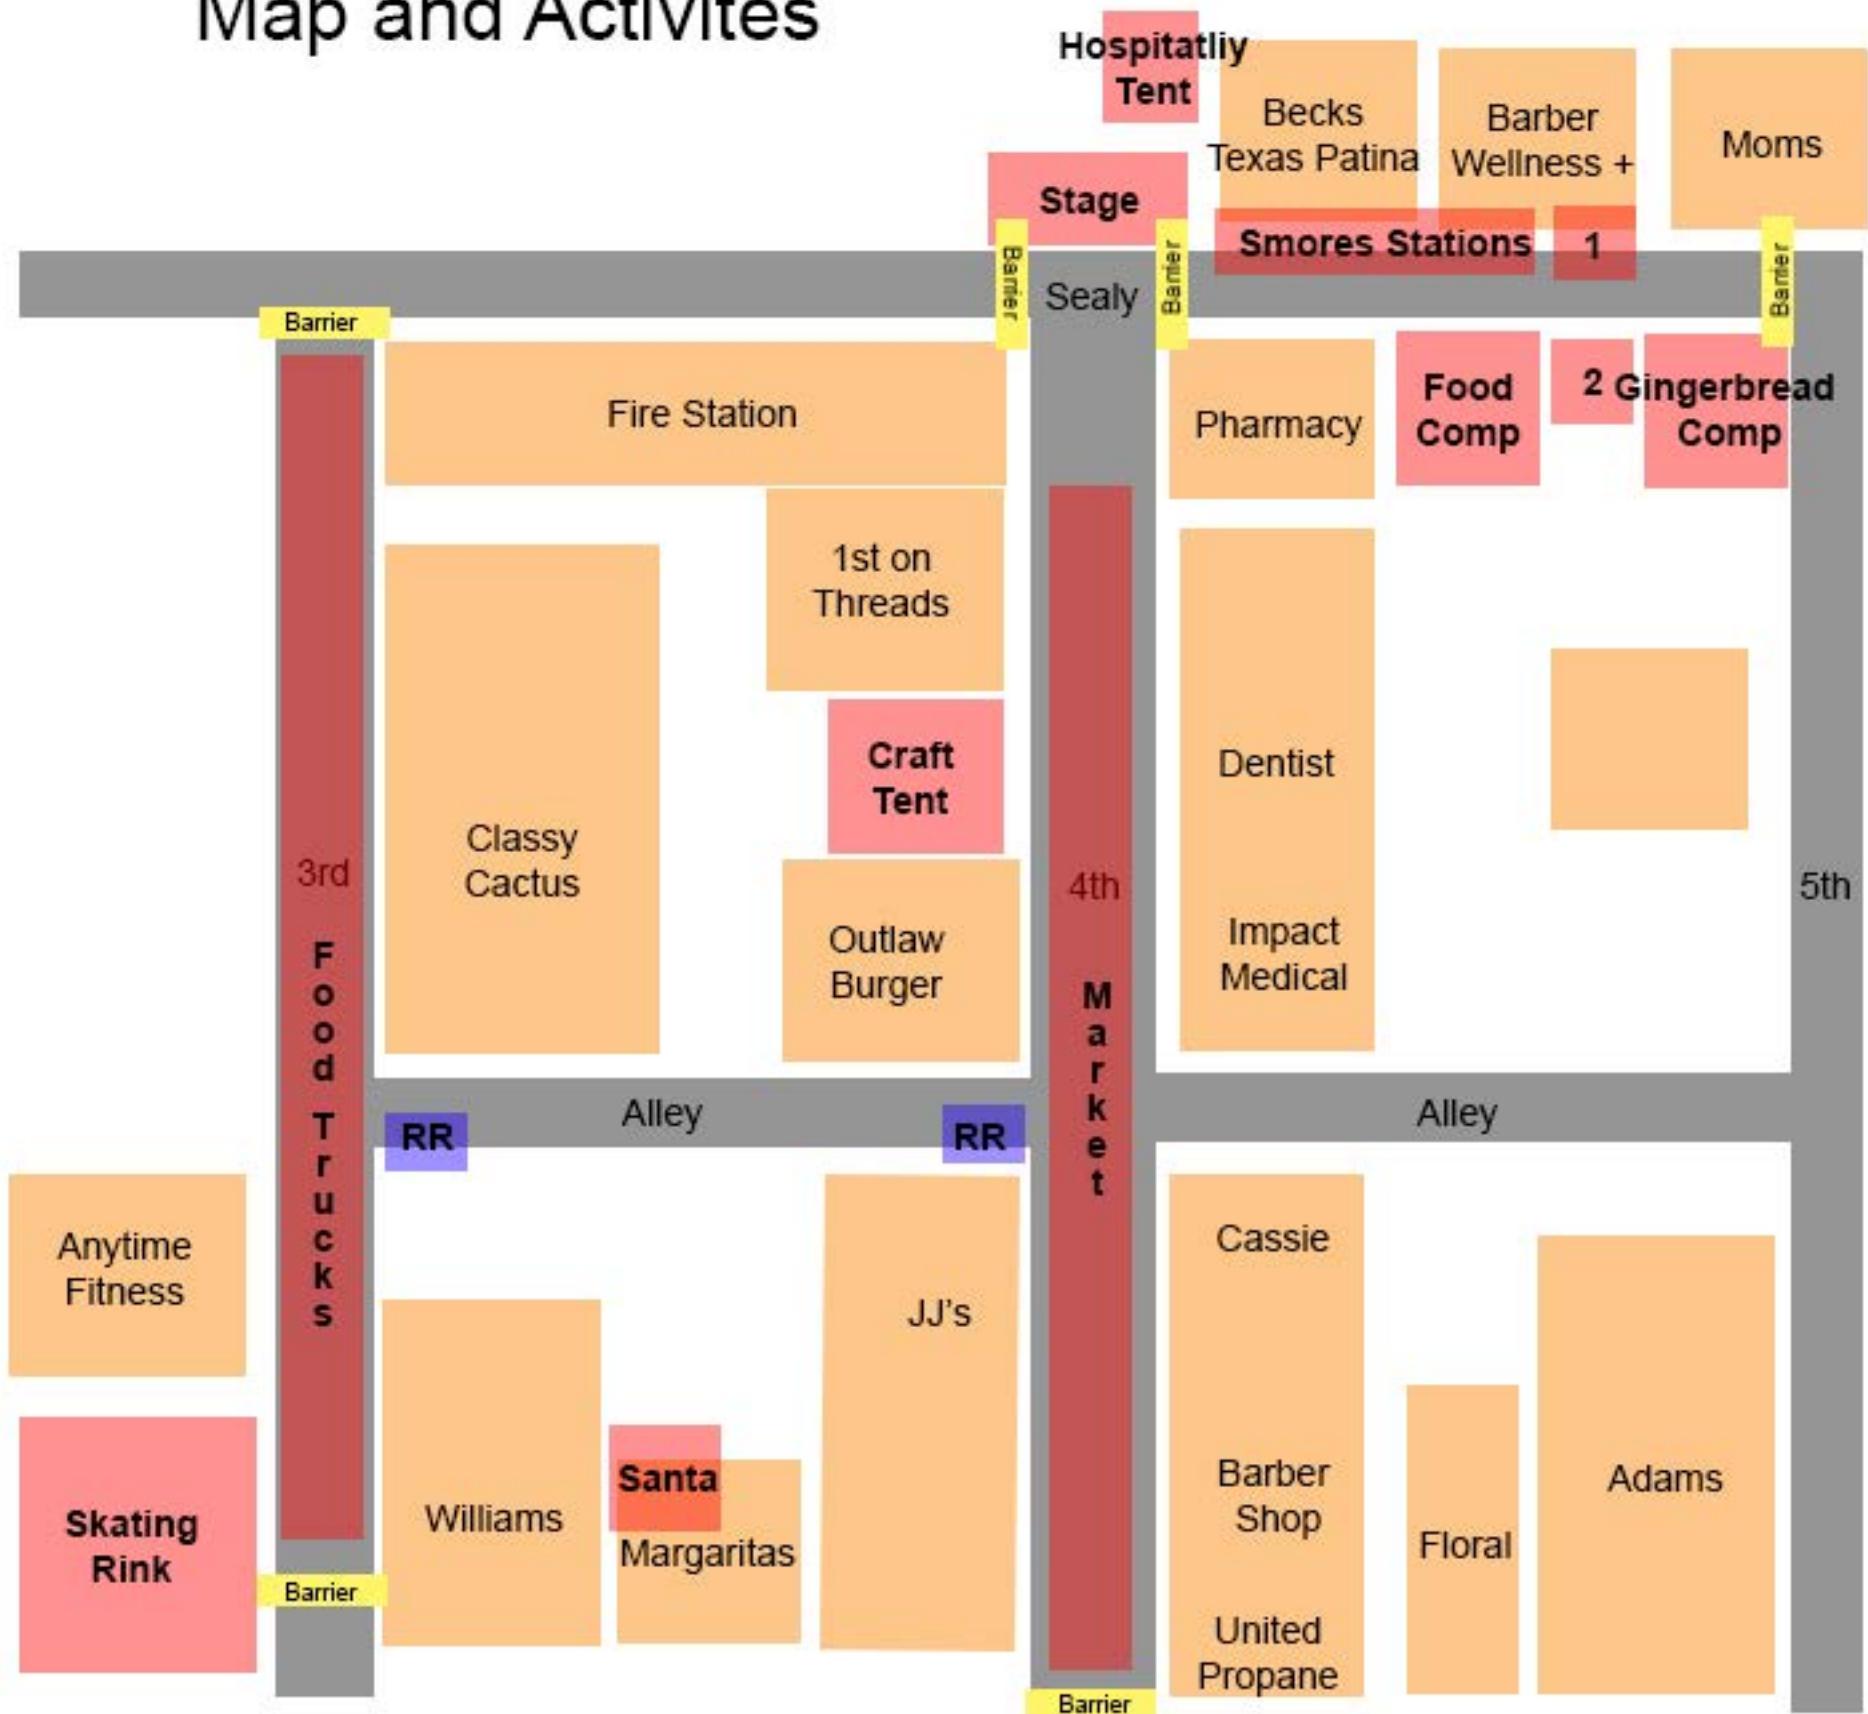 Map and Activites
Hospitatliy
Tent
Becks
Texas Patina
Barber
Wellness +
Moms
Stage
Smores Stations
1
Barrier
Barrier
Barrier
Sealy
Barrier
Fire Station
Pharmacy
Food
Comp
2
Gingerbread
Comp
1st on
Threads
Craft
Tent
Dentist
Classy
Cactus
3rd
4th
5th
Food Trucks
Outlaw
Burger
Impact
Medical
Market
RR
Alley
RR
Alley
Anytime
Fitness
Cassie
JJ's
Skating
Rink
Williams
Santa
Margaritas
Barber
Shop
Floral
Adams
Barrier
United
Propane
Barrier